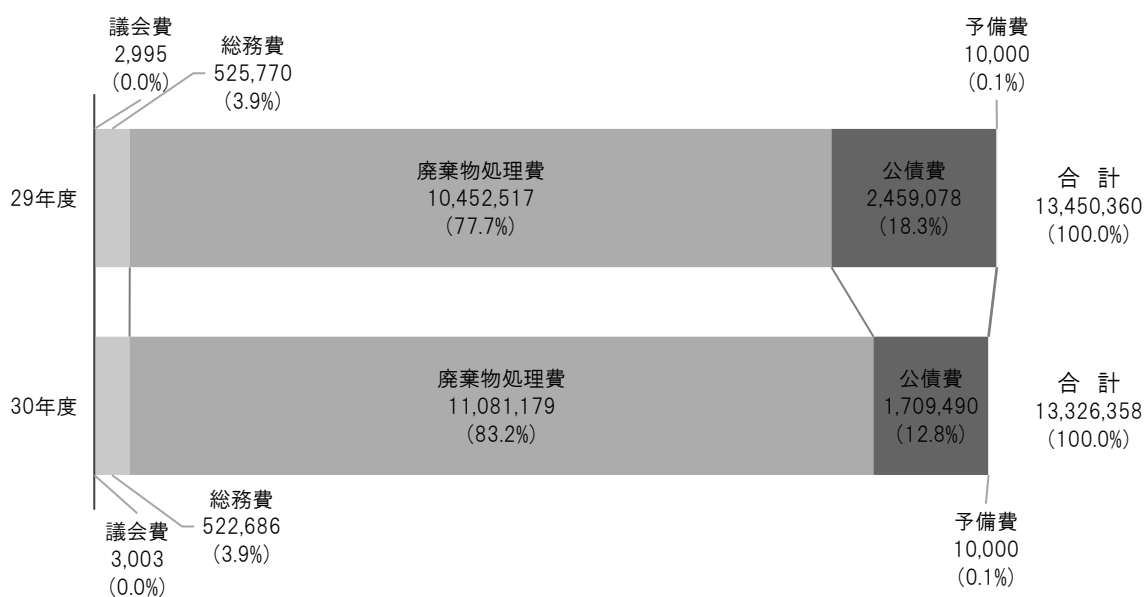 議会費
2,995
(0.0%)
総務費
525,770
(3.9%)
予備費
10,000
(0.1%)
29年度
廃棄物処理費
10,452,517
(77.7%)
公債費
2,459,078
(18.3%)
合 計
13,450,360
(100.0%)
30年度
廃棄物処理費
11,081,179
(83.2%)
公債費
1,709,490
(12.8%)
合 計
13,326,358
(100.0%)
議会費
3,003
(0.0%)
総務費
522,686
(3.9%)
予備費
10,000
(0.1%)